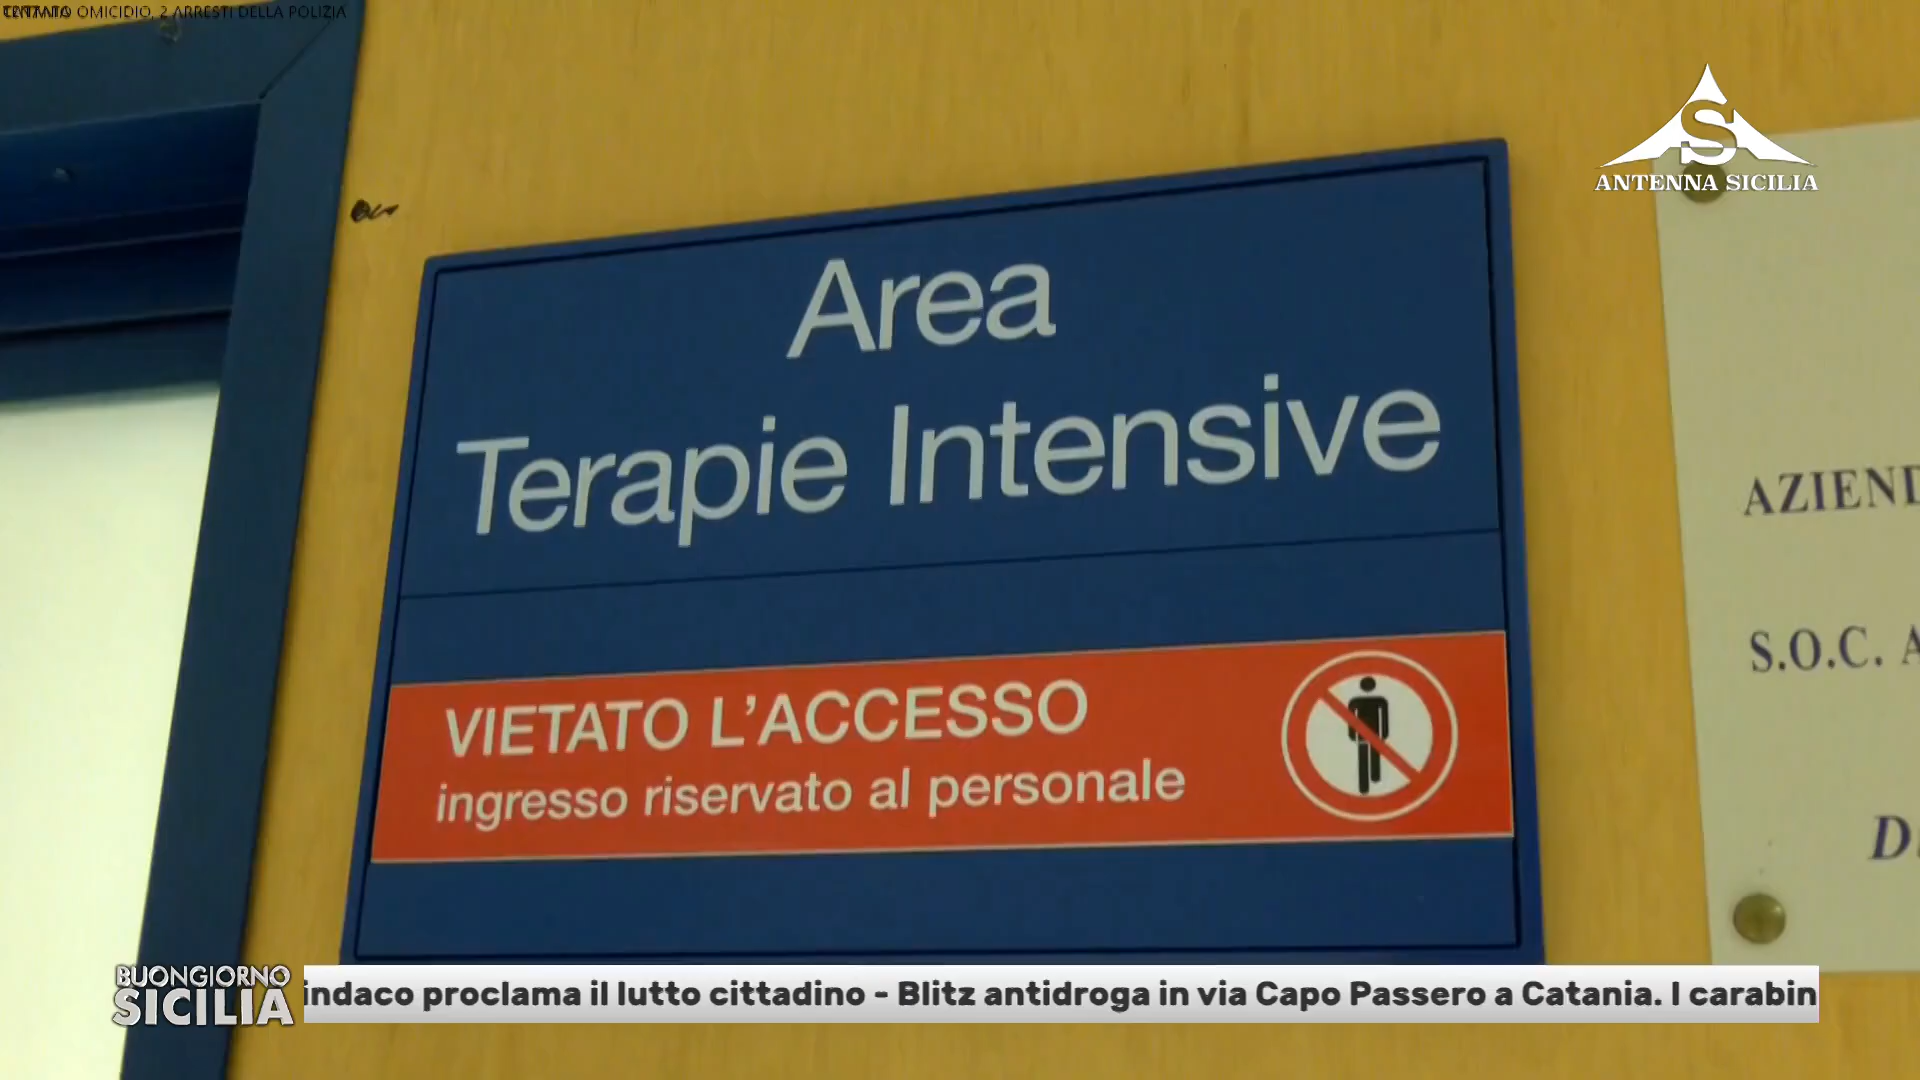 TENTATO OMICIDIO, 2 ARRESTI DELLA POLIZIA
S
ANTENNA SICILIA
Area
Terapie Intensive
VIETATO L'ACCESSO
ingresso riservato al personale
AZIEND
S.O.C. A
D
BUONGIORNO
SICILIA
indaco proclama il lutto cittadino - Blitz antidroga in via Capo Passero a Catania. I carabin